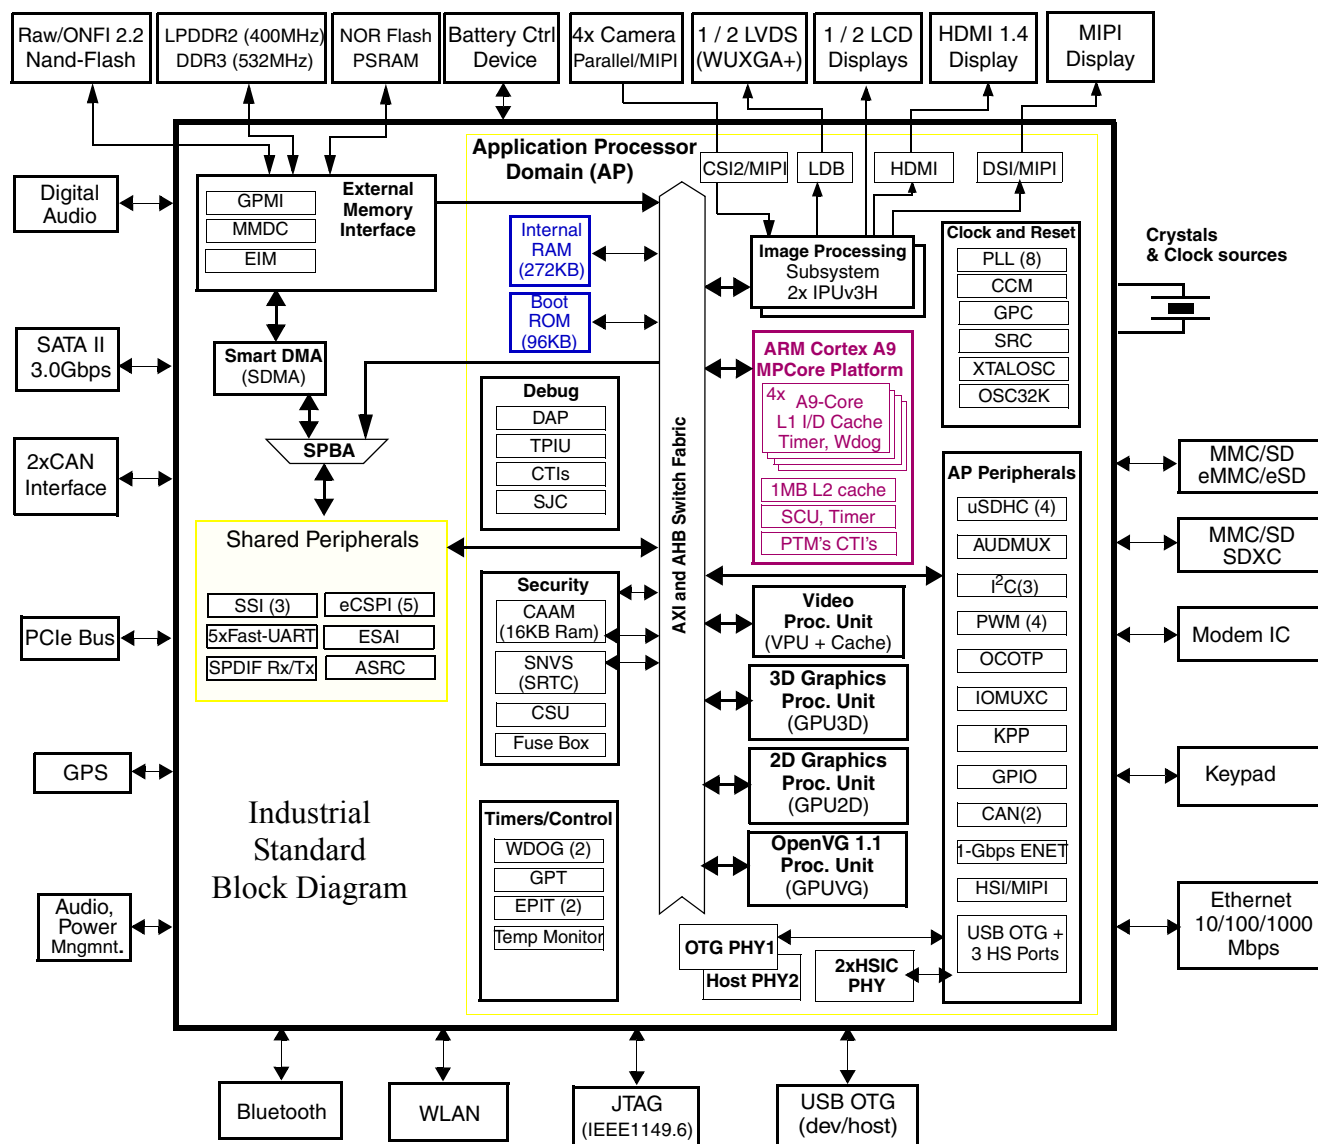 Raw/ONFI 2.2
Nand-Flash
LPDDR2 (400MHz)
DDR3 (532MHz)
NOR Flash
PSRAM
Battery Ctrl
Device
4x Camera
Parallel/MIPI
1 / 2 LVDS
(WUXGA+)
1 / 2 LCD
Displays
HDMI 1.4
Display
MIPI
Display
Digital
Audio
SATA II
3.0Gbps
2xCAN
Interface
PCIe Bus
GPS
Audio,
Power
Mngmnt.
External
Memory
Interface
GPMI
MMDC
EIM
Smart DMA
(SDMA)
SPBA
Shared Peripherals
SSI (3)
eCSPI (5)
5xFast-UART
ESAI
SPDIF Rx/Tx
ASRC
Industrial
Standard
Block Diagram
Application Processor
Domain (AP)
Internal
RAM
(272KB)
Boot
ROM
(96KB)
Debug
DAP
TPIU
CTIs
SJC
Security
CAAM
(16KB Ram)
SNVS
(SRTC)
CSU
Fuse Box
Timers/Control
WDOG (2)
GPT
EPIT (2)
Temp Monitor
AXI and AHB Switch Fabric
CSI2/MIPI
LDB
HDMI
DSI/MIPI
Image Processing
Subsystem
2x IPUv3H
ARM Cortex A9
MPCore Platform
4x
A9-Core
L1 I/D Cache
Timer, Wdog
1MB L2 cache
SCU, Timer
PTM's CTI's
Video
Proc. Unit
(VPU + Cache)
3D Graphics
Proc. Unit
(GPU3D)
2D Graphics
Proc. Unit
(GPU2D)
OpenVG 1.1
Proc. Unit
(GPUVG)
OTG PHY1
Host PHY2
2xHSIC
PHY
Clock and Reset
PLL (8)
CCM
GPC
SRC
XTALOSC
OSC32K
AP Peripherals
uSDHC (4)
AUDMUX
I²C(3)
PWM (4)
OCOTP
IOMUXC
KPP
GPIO
CAN(2)
1-Gbps ENET
HSI/MIPI
USB OTG +
3 HS Ports
Crystals
& Clock sources
MMC/SD
eMMC/eSD
MMC/SD
SDXC
Modem IC
Keypad
Ethernet
10/100/1000
Mbps
Bluetooth
WLAN
JTAG
(IEEE1149.6)
USB OTG
(dev/host)